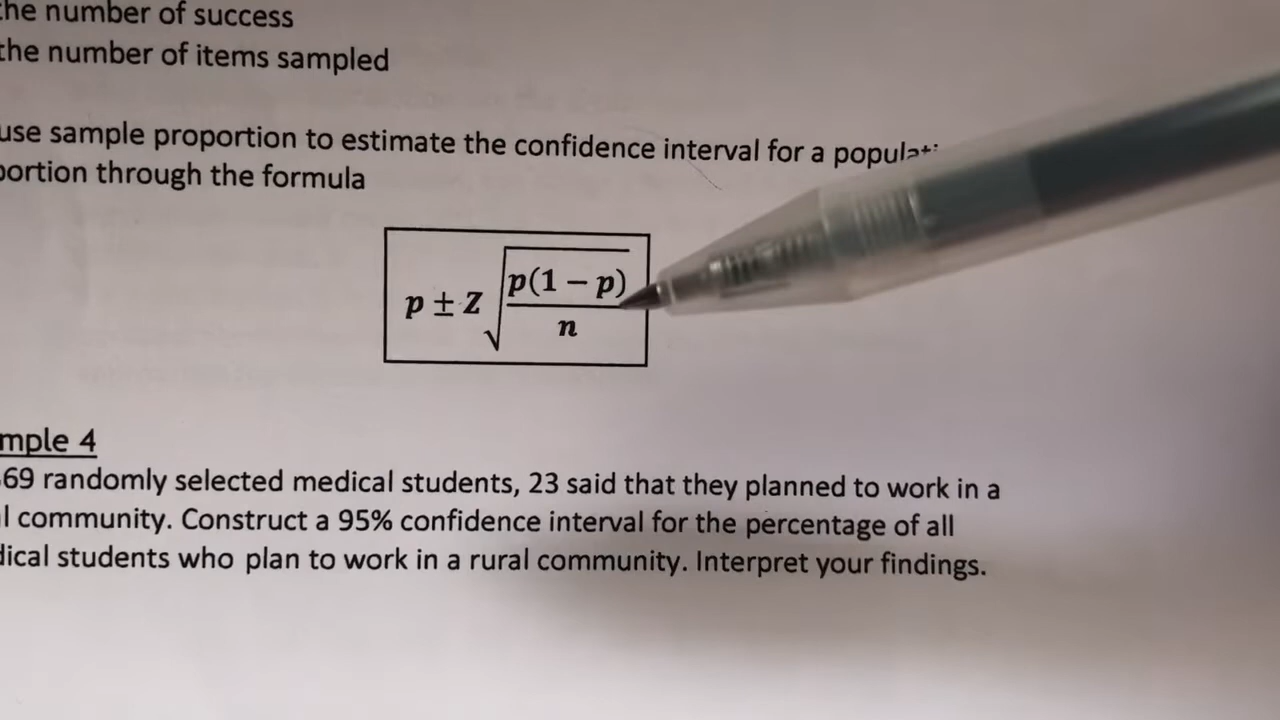 the number of success
the number of items sampled
use sample proportion to estimate the confidence interval for a
portion through the formula
p ± Z √ p(1 − p) / n
mple 4
69 randomly selected medical students, 23 said that they planned to work in a
l community. Construct a 95% confidence interval for the percentage of all
dical students who plan to work in a rural community. Interpret your findings.